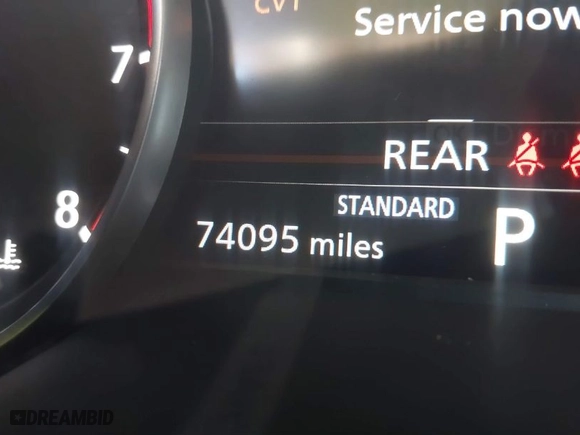 CVT
Service now
7
REAR
8
STANDARD
74095 miles
P
DREAMBID